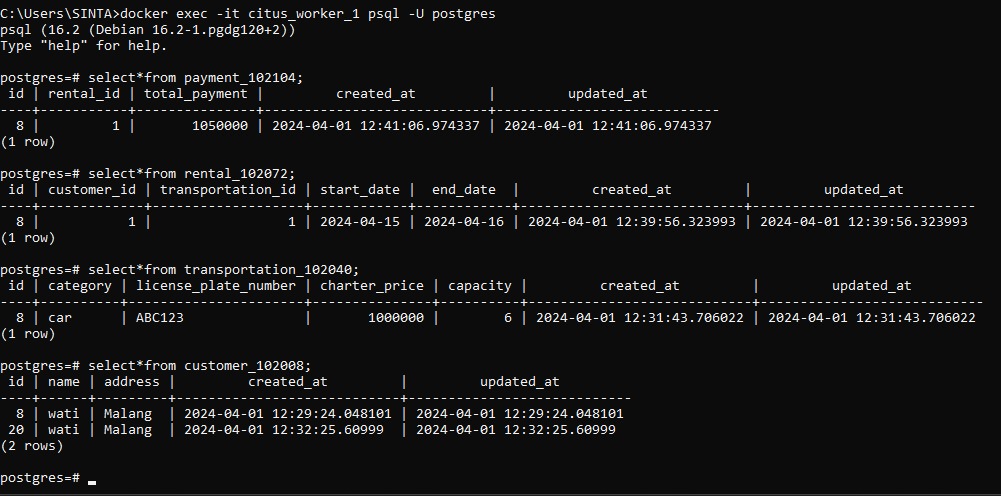 C:\Users\SINTA>docker exec -it citus_worker_1 psql -U postgres
psql (16.2 (Debian 16.2-1.pgdg120+2))
Type "help" for help.

postgres=# select*from payment_102104;
 id | rental_id | total_payment |         created_at         |         updated_at
----+-----------+---------------+----------------------------+----------------------------
  8 |         1 |       1050000 | 2024-04-01 12:41:06.974337 | 2024-04-01 12:41:06.974337
(1 row)

postgres=# select*from rental_102072;
 id | customer_id | transportation_id | start_date |  end_date  |         created_at         |         updated_at
----+-------------+-------------------+------------+------------+----------------------------+----------------------------
  8 |           1 |                 1 | 2024-04-15 | 2024-04-16 | 2024-04-01 12:39:56.323993 | 2024-04-01 12:39:56.323993
(1 row)

postgres=# select*from transportation_102040;
 id | category | license_plate_number | charter_price | capacity |         created_at         |         updated_at
----+----------+----------------------+---------------+----------+----------------------------+----------------------------
  8 | car      | ABC123               |       1000000 |        6 | 2024-04-01 12:31:43.706022 | 2024-04-01 12:31:43.706022
(1 row)

postgres=# select*from customer_102008;
 id | name | address |         created_at         |         updated_at
----+------+---------+----------------------------+----------------------------
  8 | wati | Malang  | 2024-04-01 12:29:24.048101 | 2024-04-01 12:29:24.048101
 20 | wati | Malang  | 2024-04-01 12:32:25.60999  | 2024-04-01 12:32:25.60999
(2 rows)

postgres=#